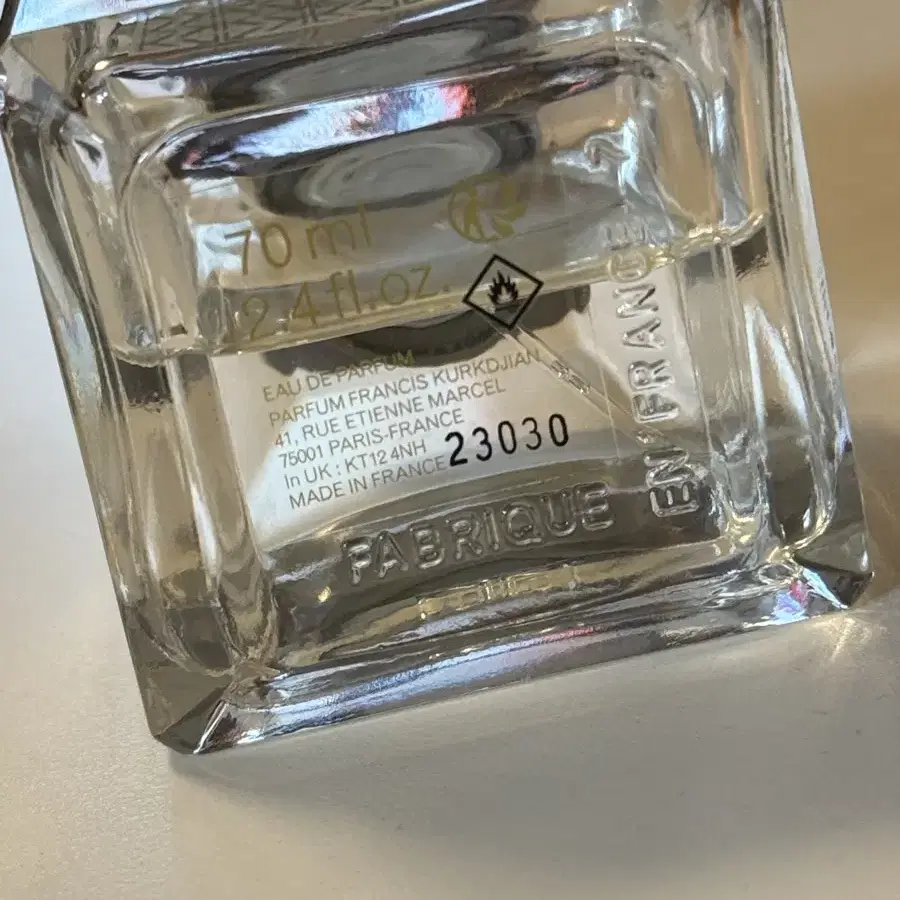 70 ml
2.4 fl.oz.
EAU DE PARFUM
PARFUM FRANCIS KURKDJIAN
41, RUE ETIENNE MARCEL
75001 PARIS-FRANCE
In UK : KT12 4NH
MADE IN FRANCE
23030
FABRIQUE
EN FRANCE